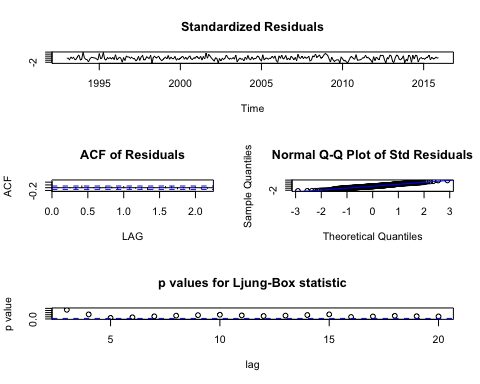 Standardized Residuals
-2
1995 2000 2005 2010 2015
Time
ACF of Residuals
ACF
-0.2
0.0 0.5 1.0 1.5 2.0
LAG
Normal Q-Q Plot of Std Residuals
Sample Quantiles
-2
-3 -2 -1 0 1 2 3
Theoretical Quantiles
p values for Ljung-Box statistic
p value
0.0
5 10 15 20
lag